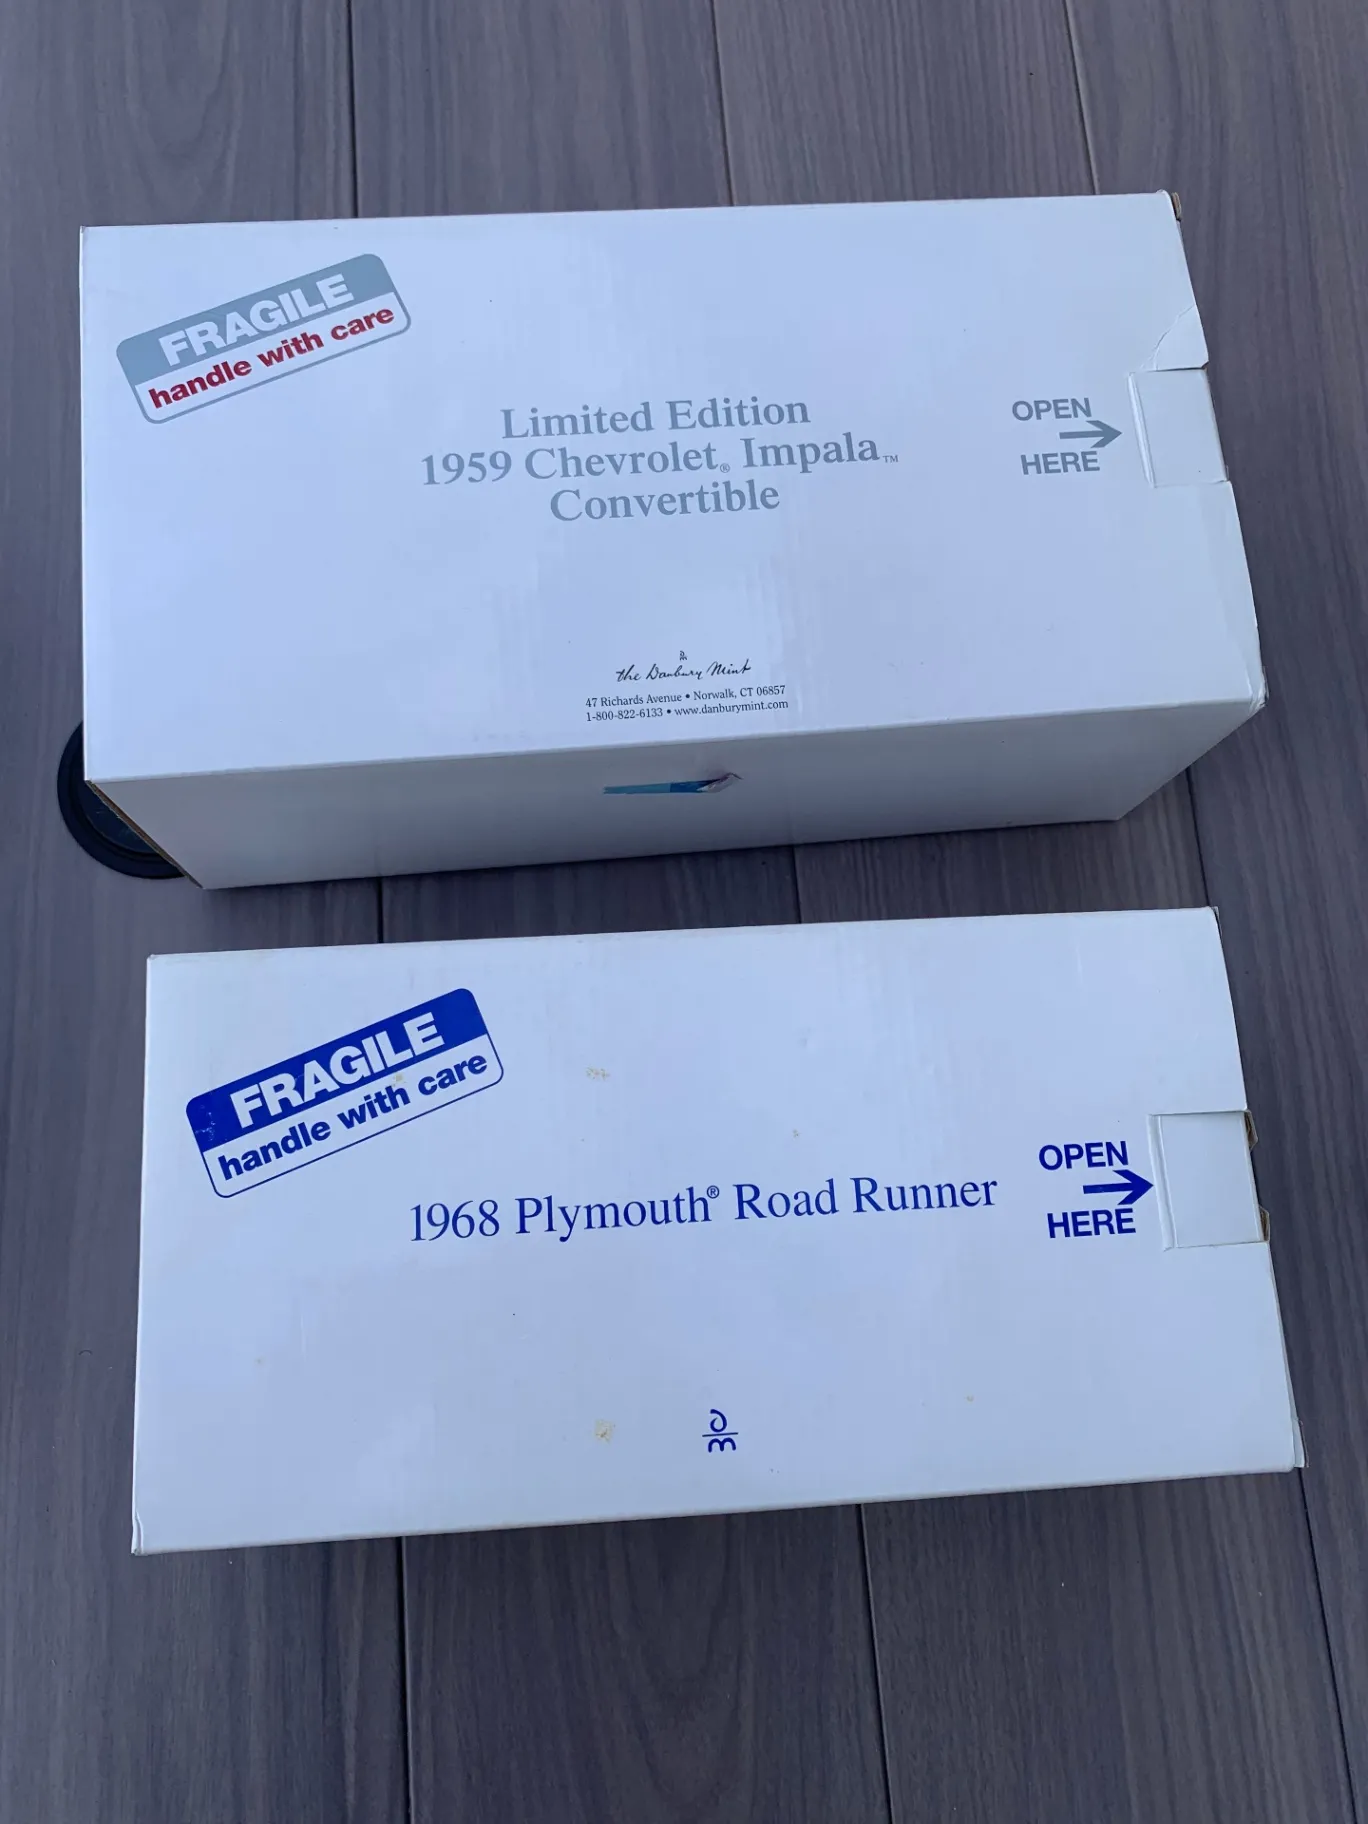 FRAGILE
handle with care
Limited Edition
1959 Chevrolet® Impala™
Convertible
OPEN
HERE
the Danbury Mint
47 Richards Avenue • Norwalk, CT 06857
1-800-822-6133 • www.danburymint.com
FRAGILE
handle with care
1968 Plymouth® Road Runner
OPEN
HERE
dm